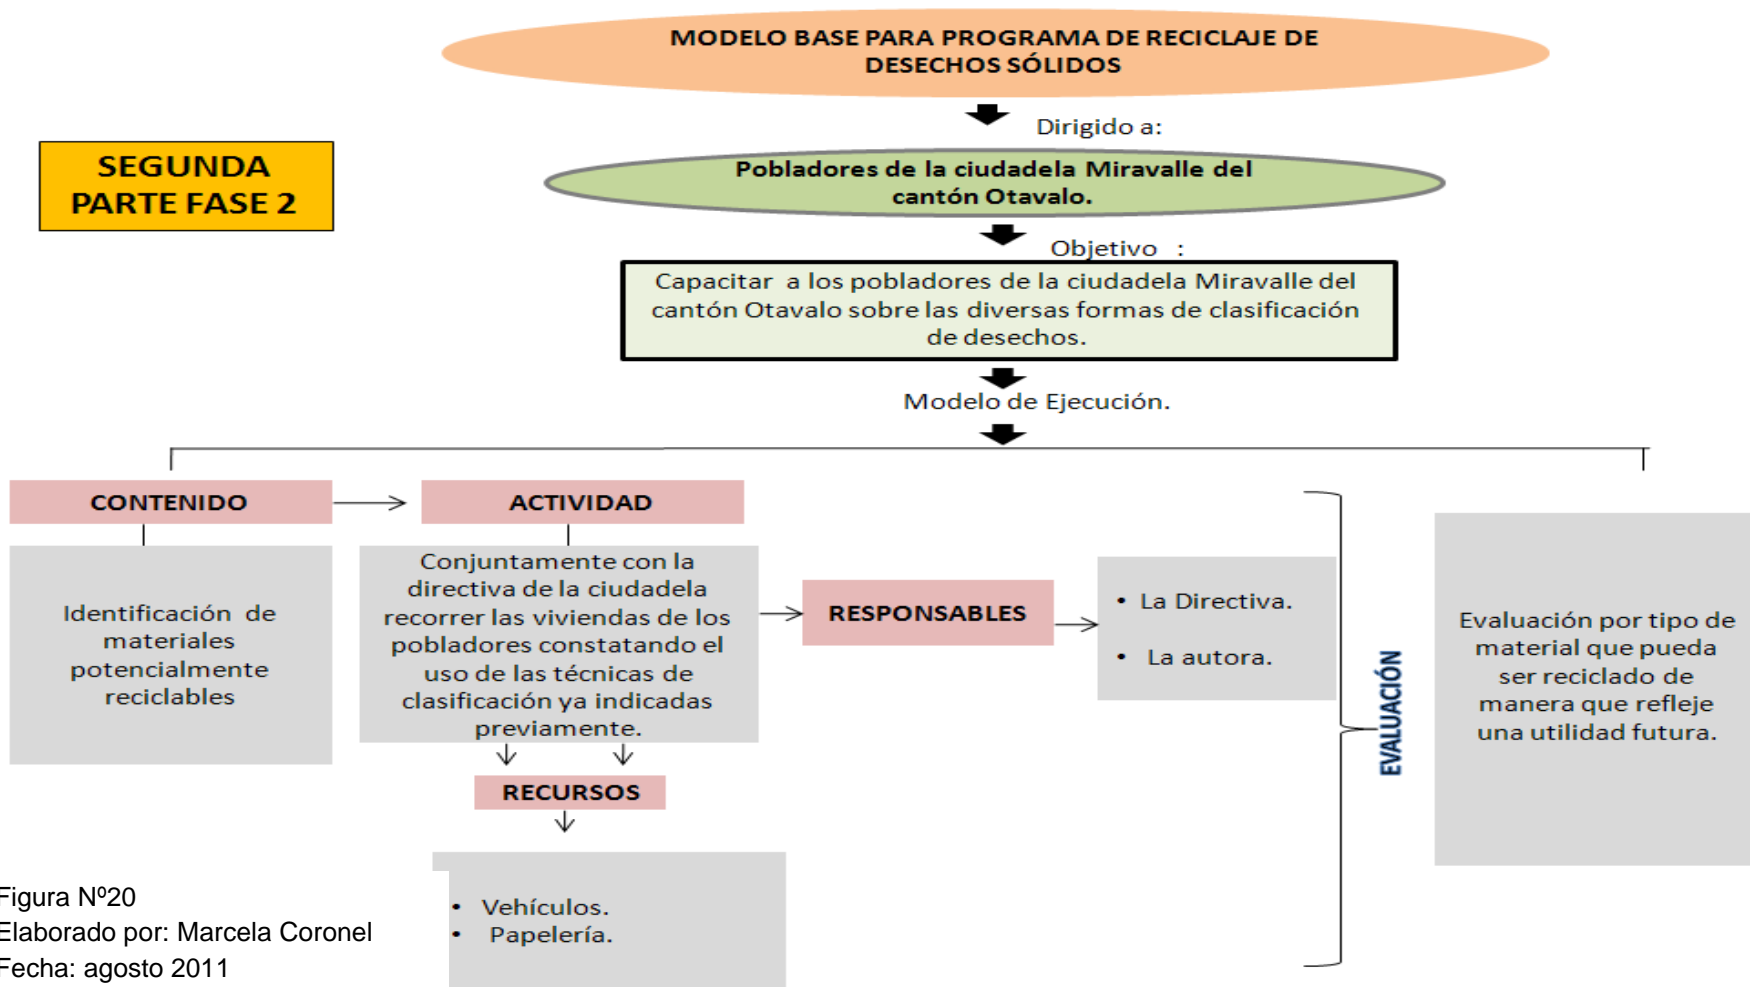 MODELO BASE PARA PROGRAMA DE RECICLAJE DE
DESECHOS SÓLIDOS
Dirigido a:
SEGUNDA
PARTE FASE 2
Pobladores de la ciudadela Miravalle del
cantón Otavalo.
Objetivo :
Capacitar a los pobladores de la ciudadela Miravalle del
cantón Otavalo sobre las diversas formas de clasificación
de desechos.
Modelo de Ejecución.
CONTENIDO
Identificación de
materiales
potencialmente
reciclables
ACTIVIDAD
Conjuntamente con la
directiva de la ciudadela
recorrer las viviendas de los
pobladores constatando el
uso de las técnicas de
clasificación ya indicadas
previamente.
RESPONSABLES
• La Directiva.
• La autora.
EVALUACIÓN
Evaluación por tipo de
material que pueda
ser reciclado de
manera que refleje
una utilidad futura.
RECURSOS
• Vehículos.
• Papelería.
Figura Nº20
Elaborado por: Marcela Coronel
Fecha: agosto 2011